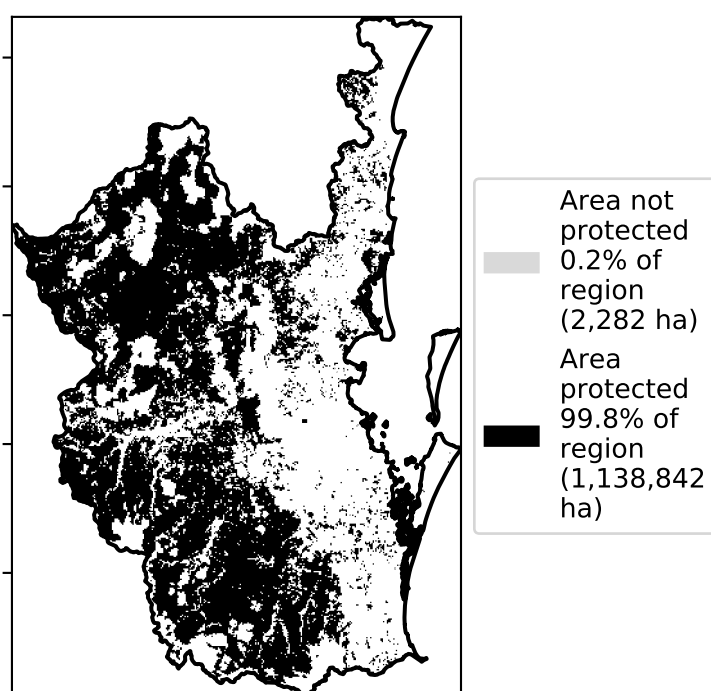 Area not
protected
0.2% of
region
(2,282 ha)
Area
protected
99.8% of
region
(1,138,842
ha)